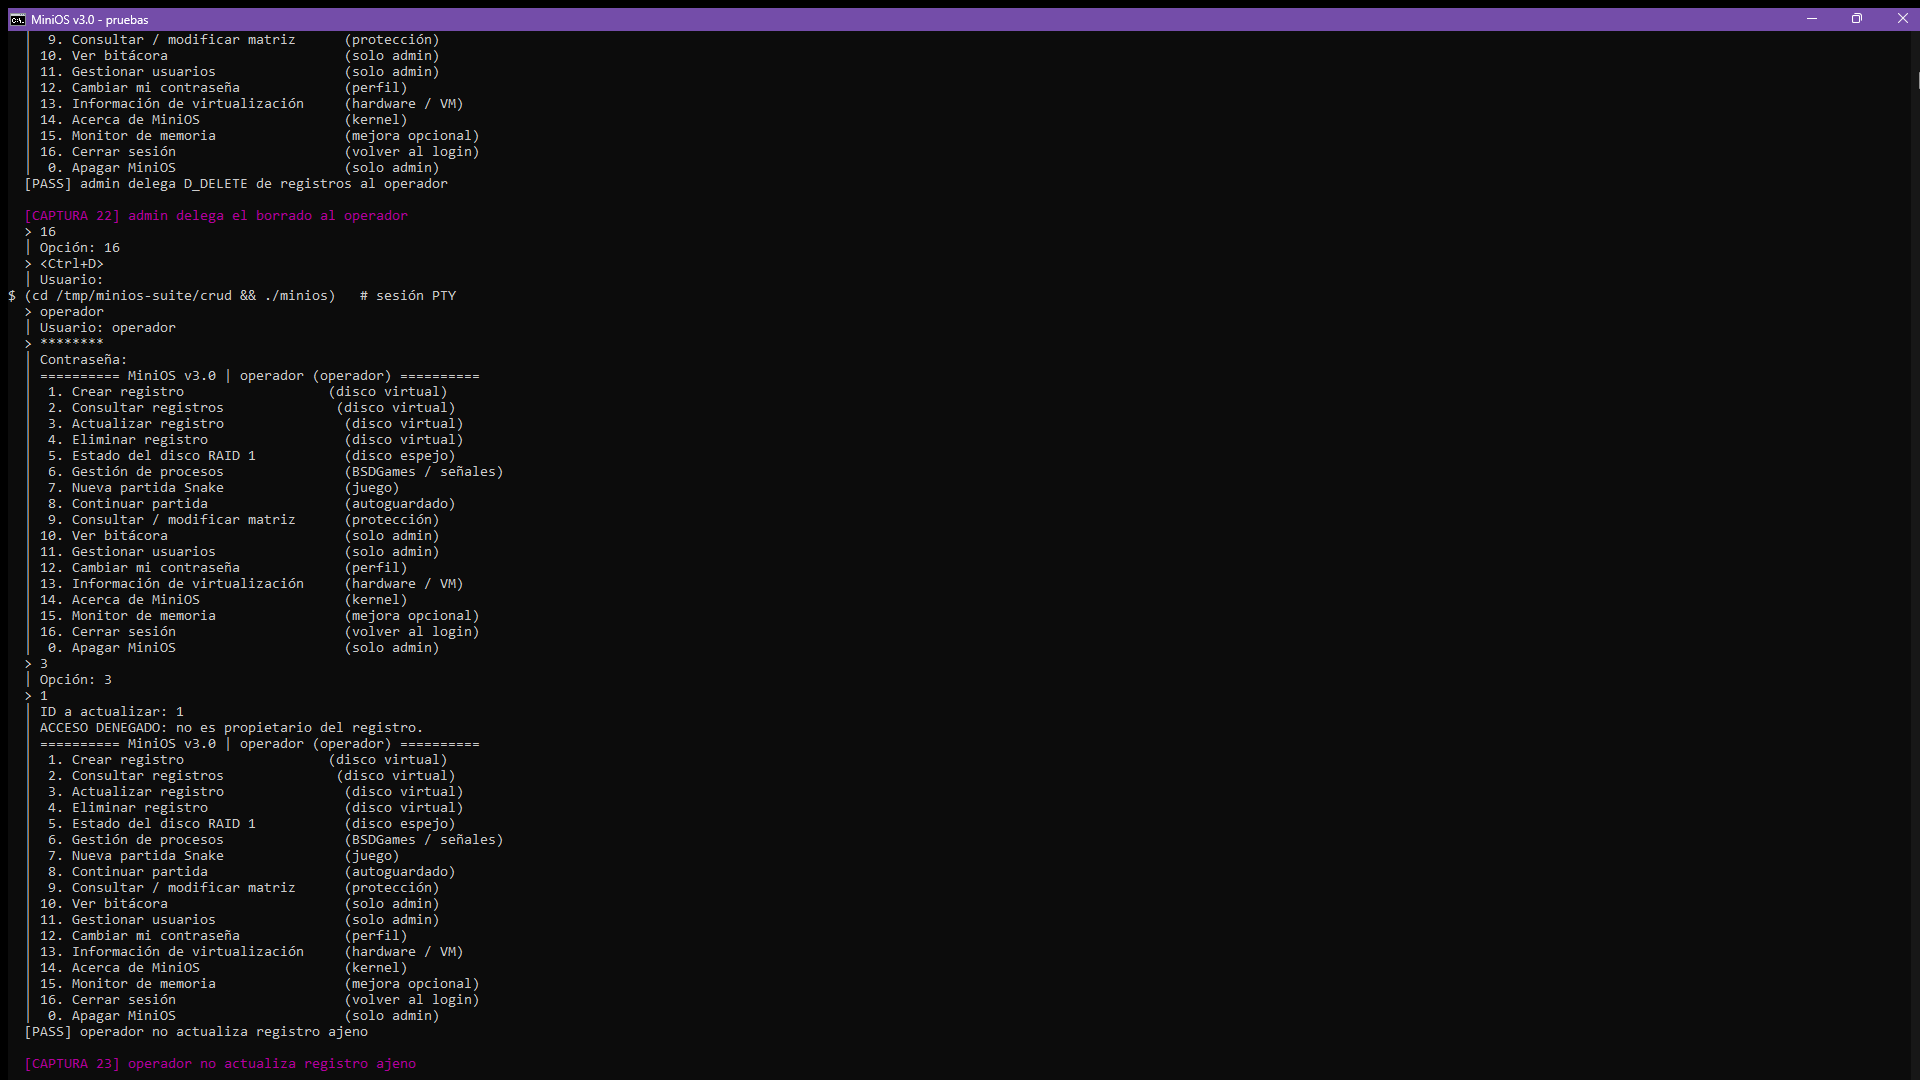 MiniOS v3.0 - pruebas
│  9. Consultar / modificar matriz      (protección)
│ 10. Ver bitácora                      (solo admin)
│ 11. Gestionar usuarios                (solo admin)
│ 12. Cambiar mi contraseña             (perfil)
│ 13. Información de virtualización     (hardware / VM)
│ 14. Acerca de MiniOS                  (kernel)
│ 15. Monitor de memoria                (mejora opcional)
│ 16. Cerrar sesión                     (volver al login)
│  0. Apagar MiniOS                     (solo admin)
[PASS] admin delega D_DELETE de registros al operador
[CAPTURA 22] admin delega el borrado al operador
> 16
│ Opción: 16
> <Ctrl+D>
│ Usuario:
$ (cd /tmp/minios-suite/crud && ./minios)   # sesión PTY
> operador
│ Usuario: operador
> ********
│ Contraseña:
│ ========== MiniOS v3.0 | operador (operador) ==========
│  1. Crear registro                  (disco virtual)
│  2. Consultar registros              (disco virtual)
│  3. Actualizar registro               (disco virtual)
│  4. Eliminar registro                 (disco virtual)
│  5. Estado del disco RAID 1           (disco espejo)
│  6. Gestión de procesos               (BSDGames / señales)
│  7. Nueva partida Snake               (juego)
│  8. Continuar partida                 (autoguardado)
│  9. Consultar / modificar matriz      (protección)
│ 10. Ver bitácora                      (solo admin)
│ 11. Gestionar usuarios                (solo admin)
│ 12. Cambiar mi contraseña             (perfil)
│ 13. Información de virtualización     (hardware / VM)
│ 14. Acerca de MiniOS                  (kernel)
│ 15. Monitor de memoria                (mejora opcional)
│ 16. Cerrar sesión                     (volver al login)
│  0. Apagar MiniOS                     (solo admin)
> 3
│ Opción: 3
> 1
│ ID a actualizar: 1
│ ACCESO DENEGADO: no es propietario del registro.
│ ========== MiniOS v3.0 | operador (operador) ==========
│  1. Crear registro                  (disco virtual)
│  2. Consultar registros              (disco virtual)
│  3. Actualizar registro               (disco virtual)
│  4. Eliminar registro                 (disco virtual)
│  5. Estado del disco RAID 1           (disco espejo)
│  6. Gestión de procesos               (BSDGames / señales)
│  7. Nueva partida Snake               (juego)
│  8. Continuar partida                 (autoguardado)
│  9. Consultar / modificar matriz      (protección)
│ 10. Ver bitácora                      (solo admin)
│ 11. Gestionar usuarios                (solo admin)
│ 12. Cambiar mi contraseña             (perfil)
│ 13. Información de virtualización     (hardware / VM)
│ 14. Acerca de MiniOS                  (kernel)
│ 15. Monitor de memoria                (mejora opcional)
│ 16. Cerrar sesión                     (volver al login)
│  0. Apagar MiniOS                     (solo admin)
[PASS] operador no actualiza registro ajeno
[CAPTURA 23] operador no actualiza registro ajeno